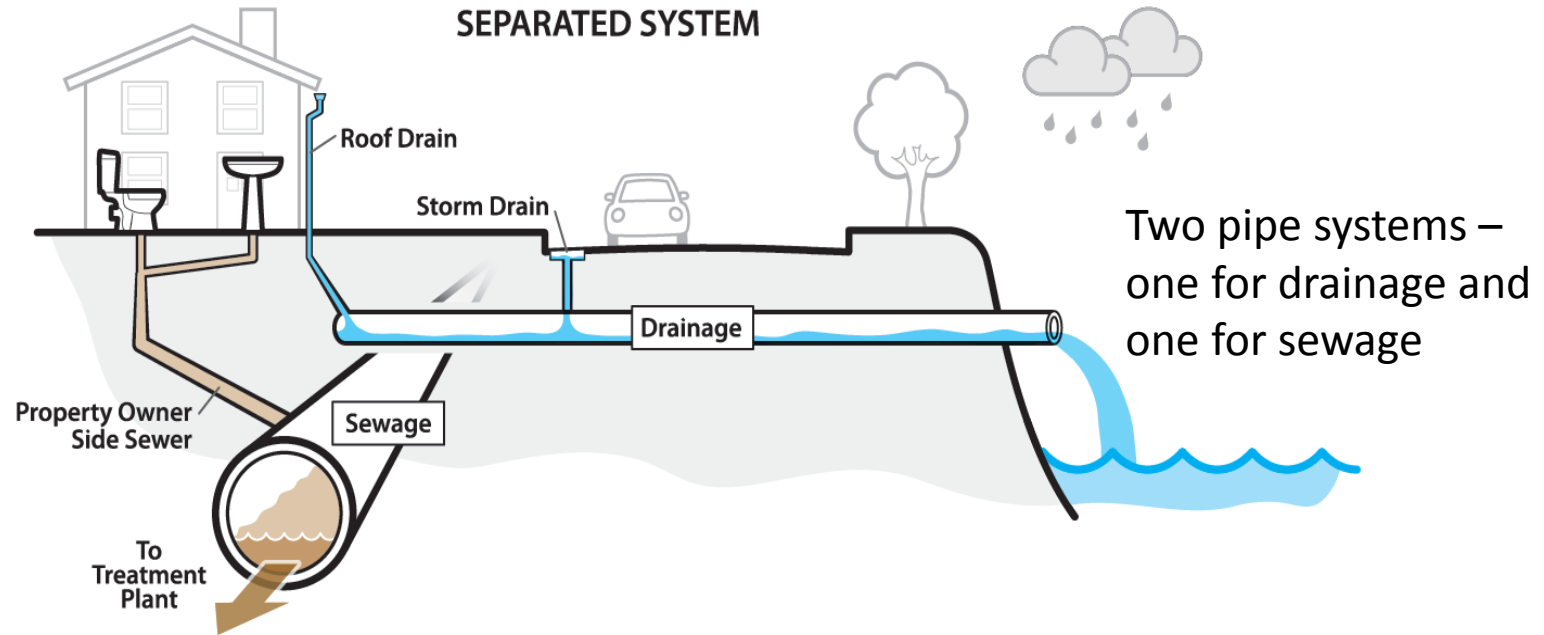 SEPARATED SYSTEM
Roof Drain
Storm Drain
Two pipe systems –
one for drainage and
one for sewage
Drainage
Property Owner
Side Sewer
Sewage
To
Treatment
Plant